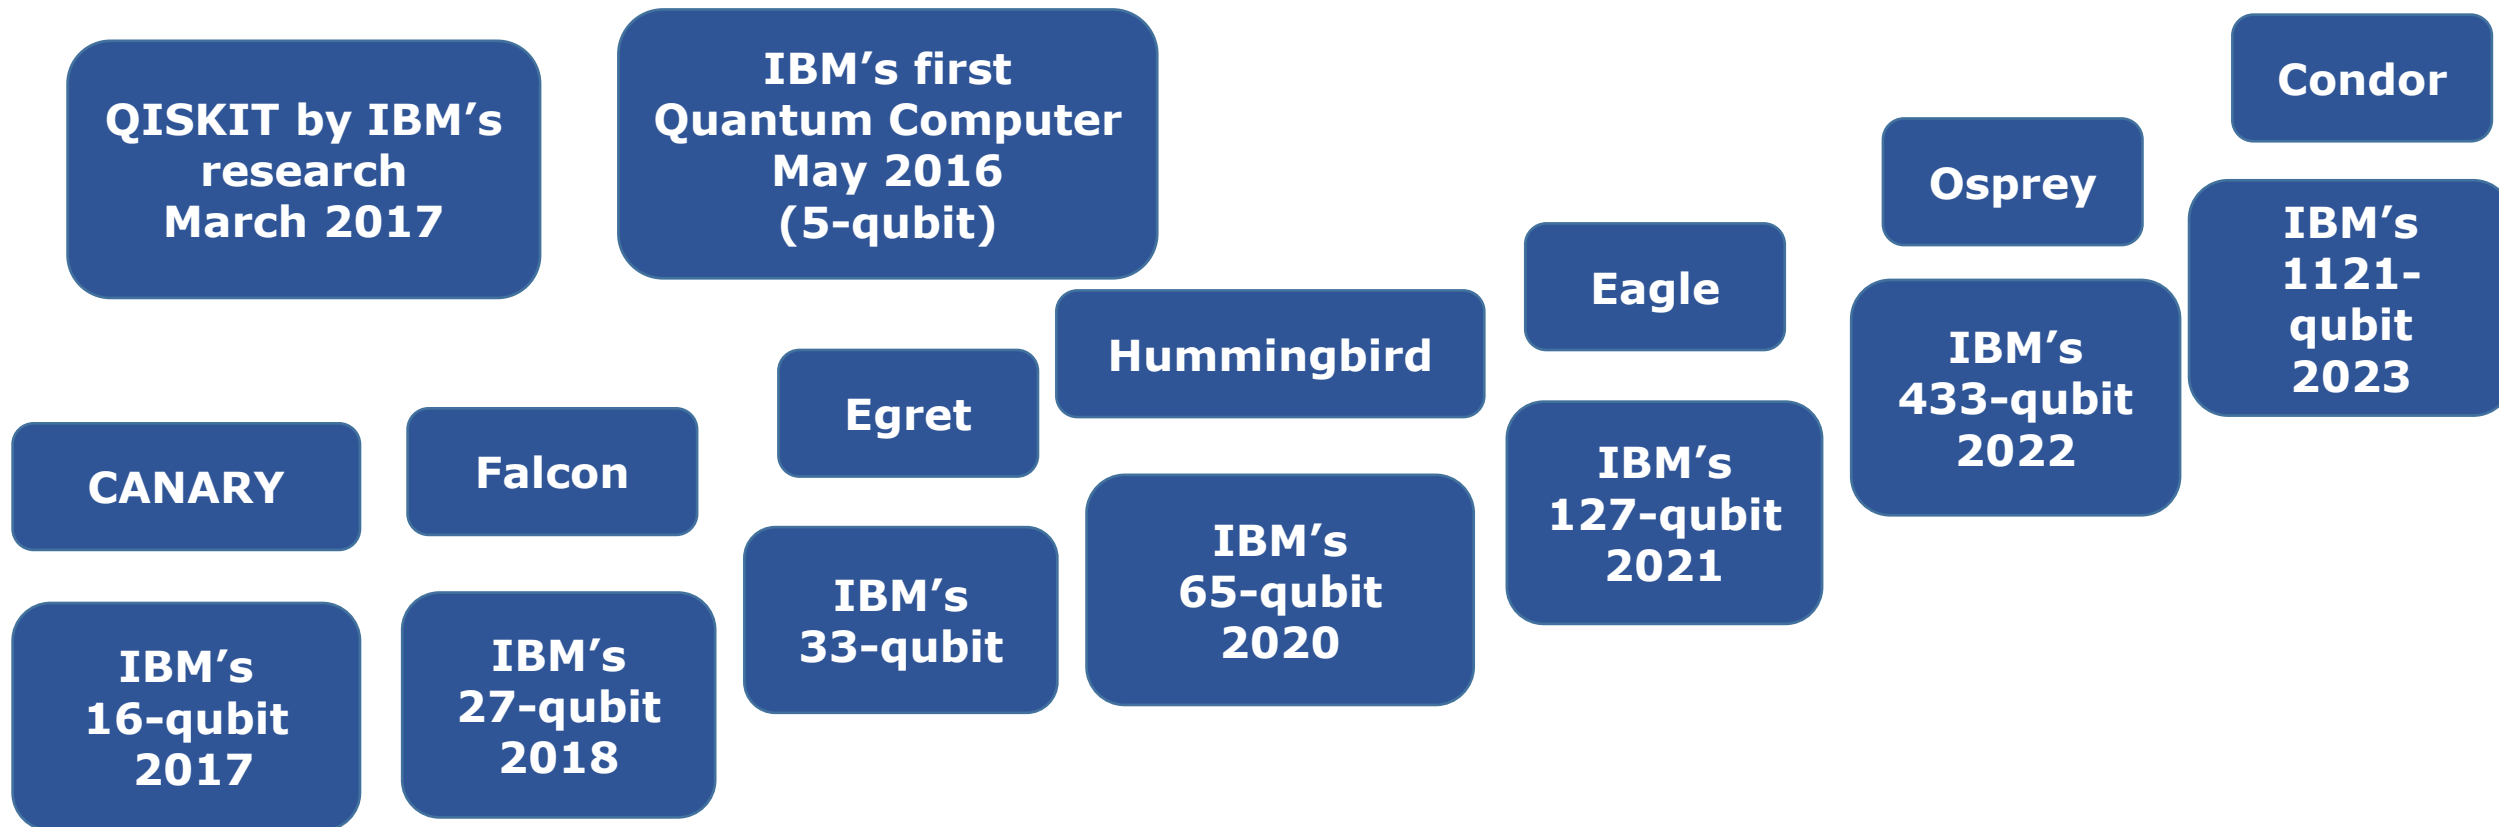 QISKIT by IBM’s
research
March 2017
IBM’s first
Quantum Computer
May 2016
(5-qubit)
CANARY
IBM’s
16-qubit
2017
Falcon
IBM’s
27-qubit
2018
Egret
IBM’s
33-qubit
Hummingbird
IBM’s
65-qubit
2020
Eagle
IBM’s
127-qubit
2021
Osprey
IBM’s
433-qubit
2022
Condor
IBM’s
1121-
qubit
2023